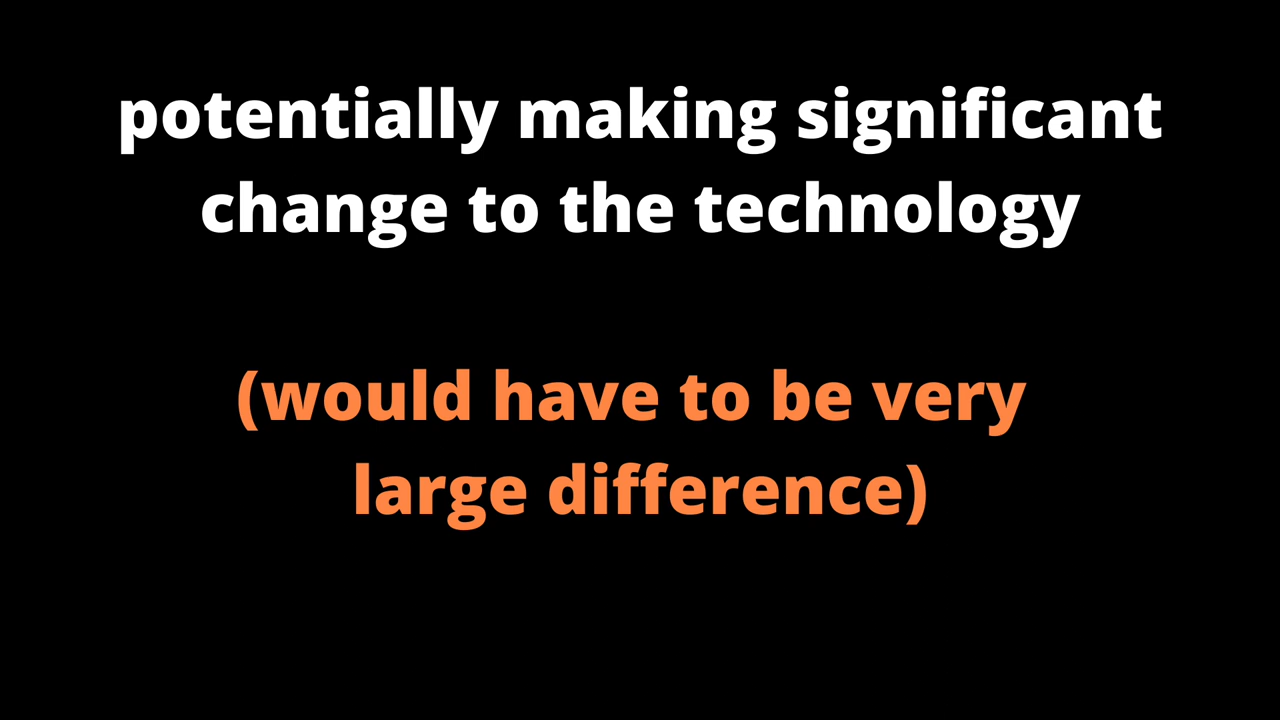 potentially making significant
change to the technology
(would have to be very
large difference)